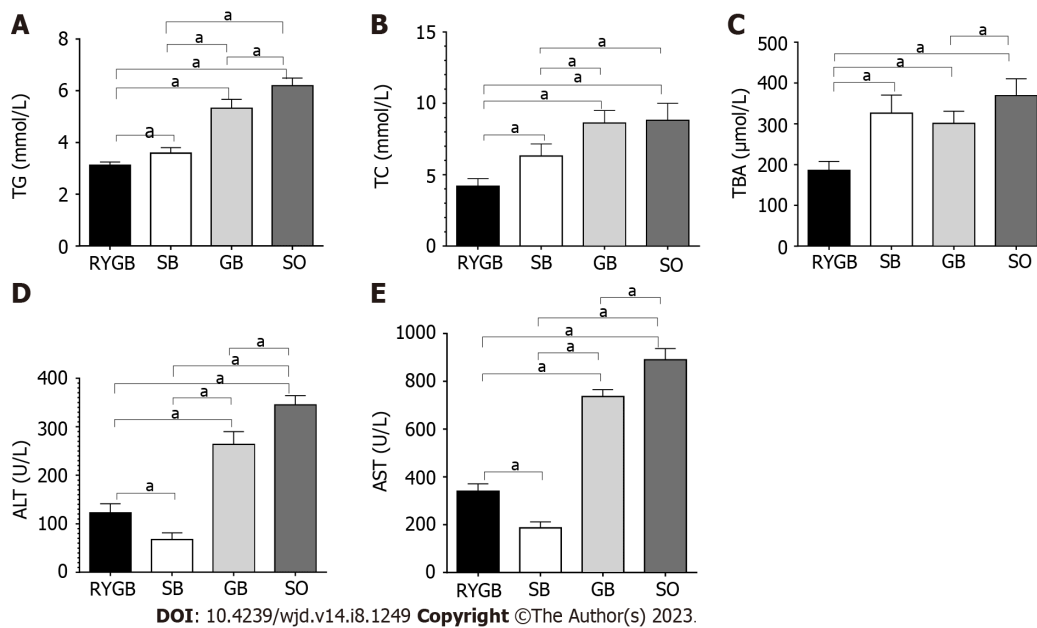 A
TG (mmol/L)
8
6
4
2
0
a
a
a
a
a
a
RYGB SB GB SO
B
TC (mmol/L)
15
10
5
0
a
a
a
a
a
RYGB SB GB SO
C
TBA (μmol/L)
500
400
300
200
100
0
a
a
a
a
RYGB SB GB SO
D
ALT (U/L)
400
300
200
100
0
a
a
a
a
a
a
RYGB SB GB SO
E
AST (U/L)
1000
800
600
400
200
0
a
a
a
a
a
a
RYGB SB GB SO
DOI: 10.4239/wjd.v14.i8.1249 Copyright ©The Author(s) 2023.